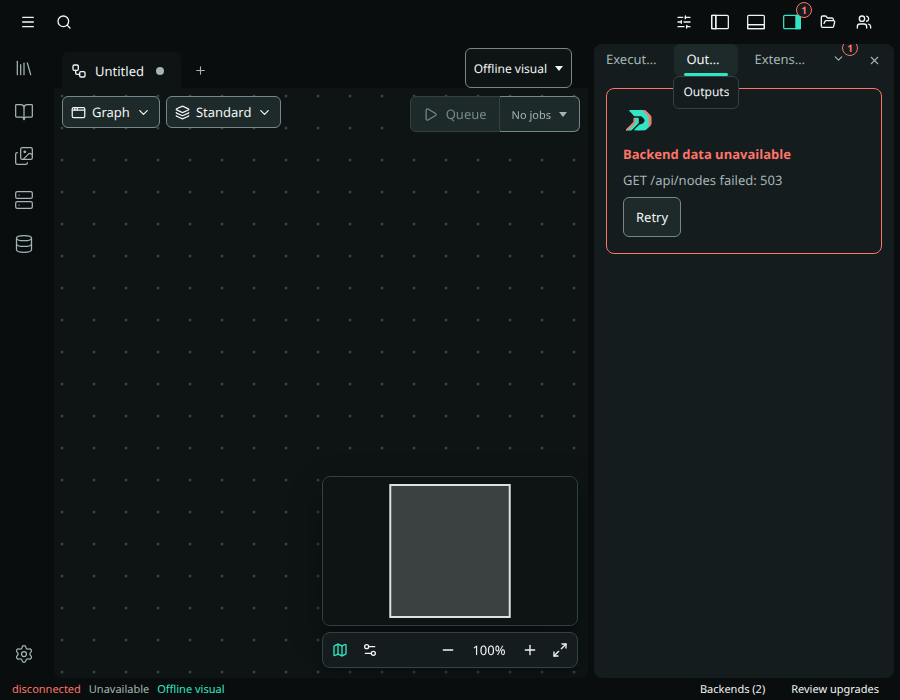 1
Untitled
Offline visual
Execut...
Out...
Extens...
1
Outputs
Graph
Standard
Queue
No jobs
Backend data unavailable
GET /api/nodes failed: 503
Retry
100%
disconnected Unavailable Offline visual
Backends (2) Review upgrades